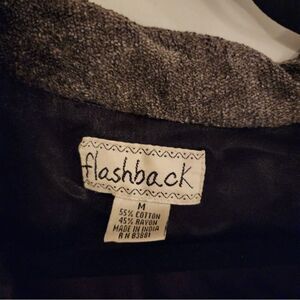 flashback
M
55% COTTON
45% RAYON
MADE IN INDIA
RN 83881